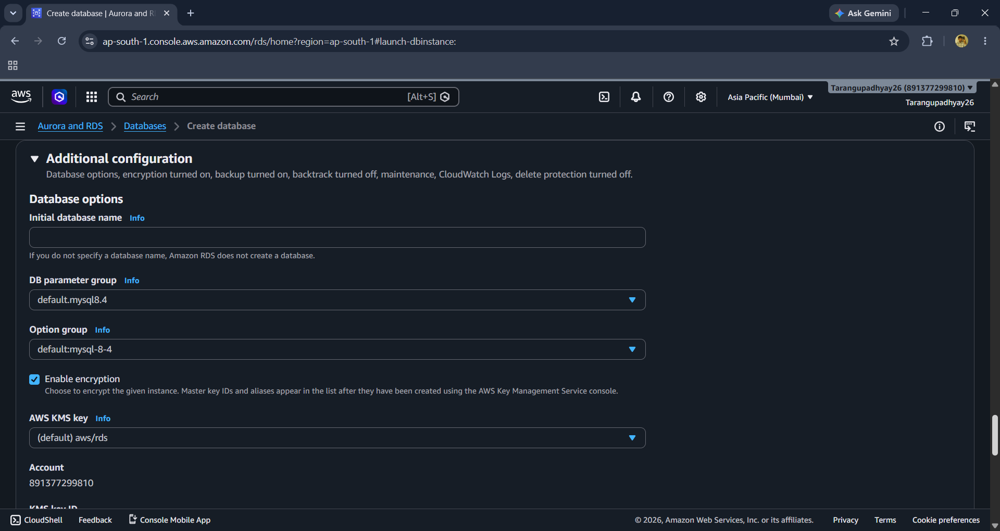 Create database | Aurora and R
Ask Gemini
ap-south-1.console.aws.amazon.com/rds/home?region=ap-south-1#launch-dbinstance:
aws
Search [Alt+S]
Asia Pacific (Mumbai)
Tarangupadhyay26 (891377299810)
Tarangupadhyay26
Aurora and RDS
Databases
Create database
Additional configuration
Database options, encryption turned on, backup turned on, backtrack turned off, maintenance, CloudWatch Logs, delete protection turned off.
Database options
Initial database name Info
If you do not specify a database name, Amazon RDS does not create a database.
DB parameter group Info
default.mysql8.4
Option group Info
default:mysql-8-4
Enable encryption
Choose to encrypt the given instance. Master key IDs and aliases appear in the list after they have been created using the AWS Key Management Service console.
AWS KMS key Info
(default) aws/rds
Account
891377299810
KMS key ID
CloudShell Feedback Console Mobile App © 2026, Amazon Web Services, Inc. or its affiliates. Privacy Terms Cookie preferences